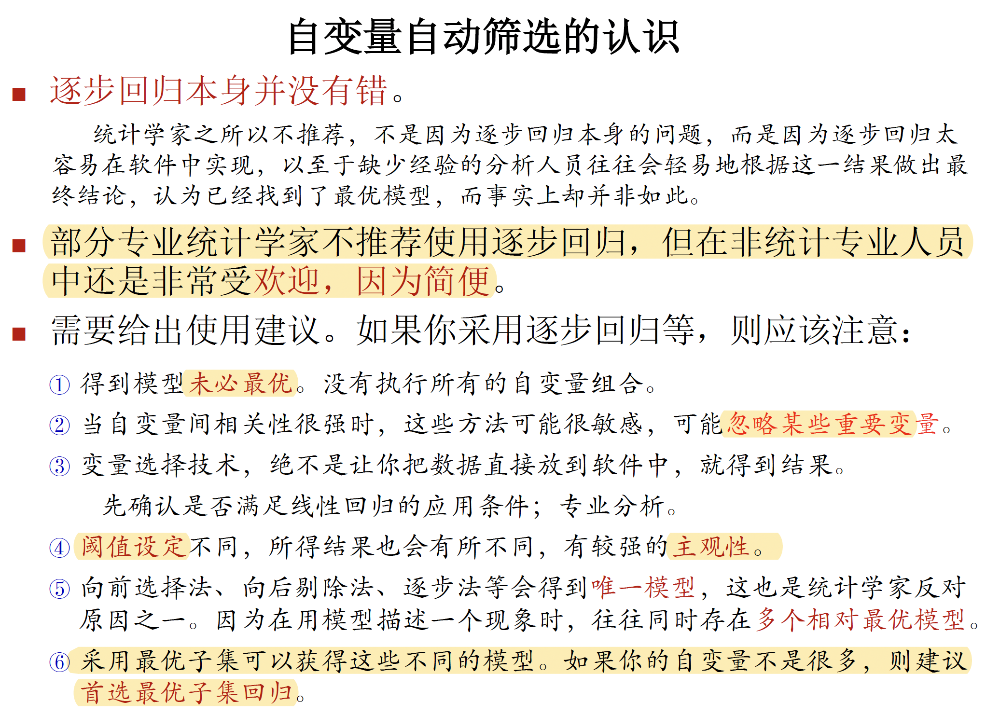 自变量自动筛选的认识
逐步回归本身并没有错。
统计学家之所以不推荐，不是因为逐步回归本身的问题，而是因为逐步回归太
容易在软件中实现，以至于缺少经验的分析人员往往会轻易地根据这一结果做出最
终结论，认为已经找到了最优模型，而事实上却并非如此。
部分专业统计学家不推荐使用逐步回归，但在非统计专业人员
中还是非常受欢迎，因为简便。
需要给出使用建议。如果你采用逐步回归等，则应该注意：
① 得到模型未必最优。没有执行所有的自变量组合。
② 当自变量间相关性很强时，这些方法可能很敏感，可能忽略某些重要变量。
③ 变量选择技术，绝不是让你把数据直接放到软件中，就得到结果。
先确认是否满足线性回归的应用条件；专业分析。
④ 阈值设定不同，所得结果也会有所不同，有较强的主观性。
⑤ 向前选择法、向后剔除法、逐步法等会得到唯一模型，这也是统计学家反对
原因之一。因为在用模型描述一个现象时，往往同时存在多个相对最优模型。
⑥ 采用最优子集可以获得这些不同的模型。如果你的自变量不是很多，则建议
首选最优子集回归。